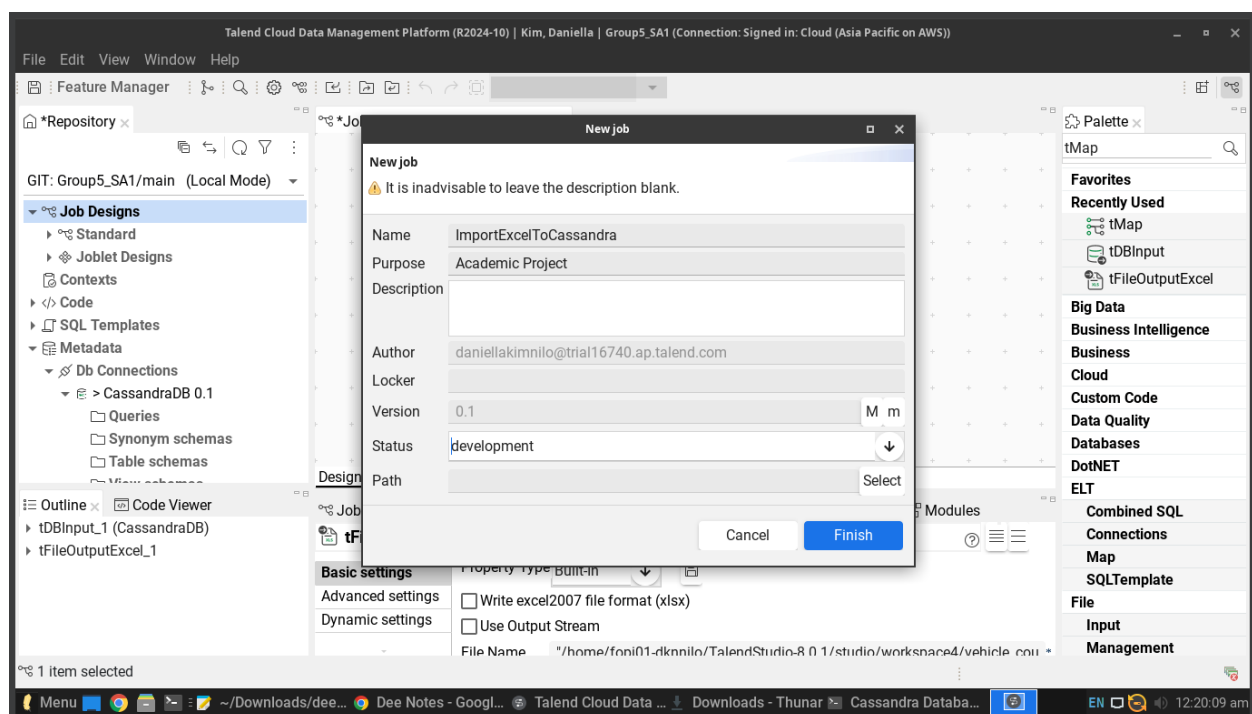 Talend Cloud Data Management Platform (R2024-10) | Kim, Daniella | Group5_SA1 (Connection: Signed in: Cloud (Asia Pacific on AWS))
File Edit View Window Help
Feature Manager
*Repository
GIT: Group5_SA1/main (Local Mode)
Job Designs
Standard
Joblet Designs
Contexts
Code
SQL Templates
Metadata
Db Connections
> CassandraDB 0.1
Queries
Synonym schemas
Table schemas
View schemas
Outline
Code Viewer
tDBInput_1 (CassandraDB)
tFileOutputExcel_1
*Jo
New job
New job
It is inadvisable to leave the description blank.
Name ImportExcelToCassandra
Purpose Academic Project
Description
Author daniellakimnilo@trial16740.ap.talend.com
Locker
Version 0.1 M m
Status development
Path Select
Cancel Finish
Design
Job
Modules
tFi
Basic settings
Advanced settings
Dynamic settings
Property Type Built-In
Write excel2007 file format (xlsx)
Use Output Stream
File Name "/home/fopi01-dknnilo/TalendStudio-8.0.1/studio/workspace4/vehicle_cou *
Palette
tMap
Favorites
Recently Used
tMap
tDBInput
tFileOutputExcel
Big Data
Business Intelligence
Business
Cloud
Custom Code
Data Quality
Databases
DotNET
ELT
Combined SQL
Connections
Map
SQLTemplate
File
Input
Management
1 item selected
Menu ~/Downloads/dee... Dee Notes - Googl... Talend Cloud Data ... Downloads - Thunar Cassandra Databa... EN 12:20:09 am